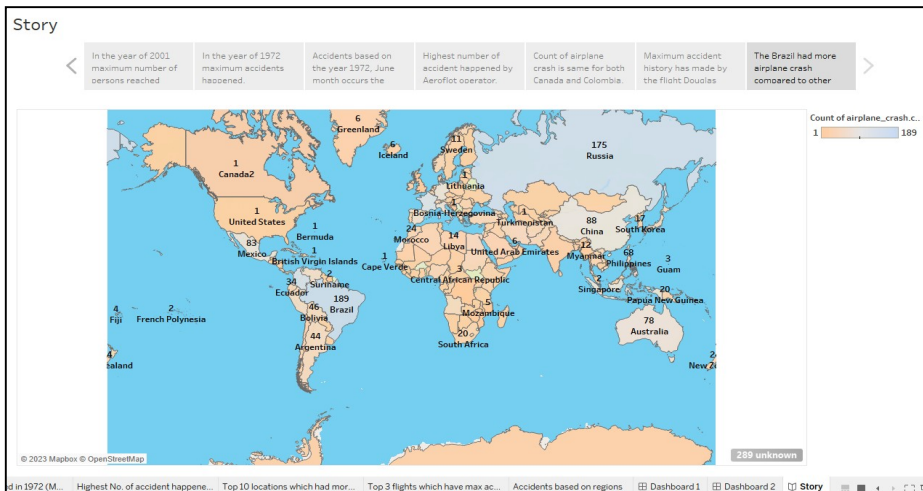 Story
In the year of 2001
maximum number of
persons reached
In the year of 1972
maximum accidents
happened.
Accidents based on
the year 1972, June
month occurs the
Highest number of
accident happened by
Aeroflot operator.
Count of airplane
crash is same for both
Canada and Colombia.
Maximum accident
history has made by
the flight Douglas
The Brazil had more
airplane crash
compared to other
Count of airplane_crash.c..
1
189
6
Greenland
6
Iceland
11
Sweden
175
Russia
1
Canada2
1
Lithuania
1
Bosnia-Herzegovina
1
Turkmenistan
1
United States
1
Bermuda
83
Mexico
1
British Virgin Islands
24
Morocco
14
Libya
6
United Arab Emirates
88
China
17
South Korea
12
Myanmar
68
Philippines
3
Guam
1
Cape Verde
3
Central African Republic
2
Suriname
34
Ecuador
189
Brazil
46
Bolivia
44
Argentina
2
Singapore
20
Papua New Guinea
5
Mozambique
20
South Africa
78
Australia
4
Fiji
2
French Polynesia
4
ealand
2
New Z
© 2023 Mapbox © OpenStreetMap
289 unknown
d in 1972 (M...
Highest No. of accident happene...
Top 10 locations which had mor...
Top 3 flights which have max ac...
Accidents based on regions
Dashboard 1
Dashboard 2
Story